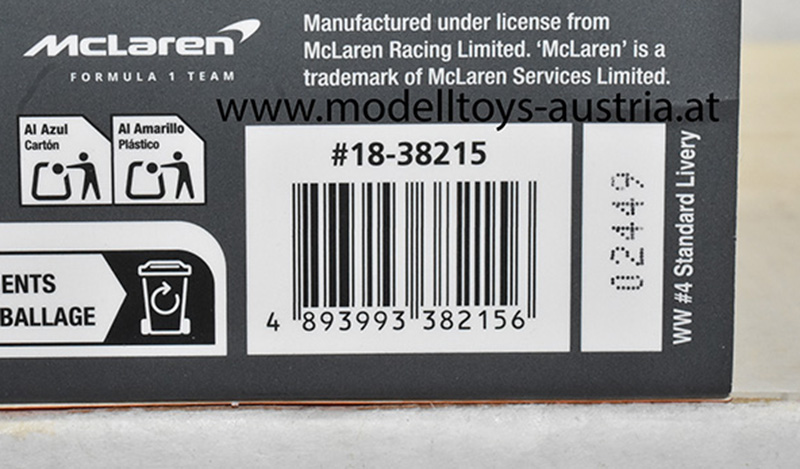 McLaren
FORMULA 1 TEAM
Manufactured under license from
McLaren Racing Limited. ‘McLaren’ is a
trademark of McLaren Services Limited.
www.modelltoys-austria.at
Al Azul
Cartón
Al Amarillo
Plástico
#18-38215
4 893993 382156
02449
WW #4 Standard Livery
ENTS
BALLAGE